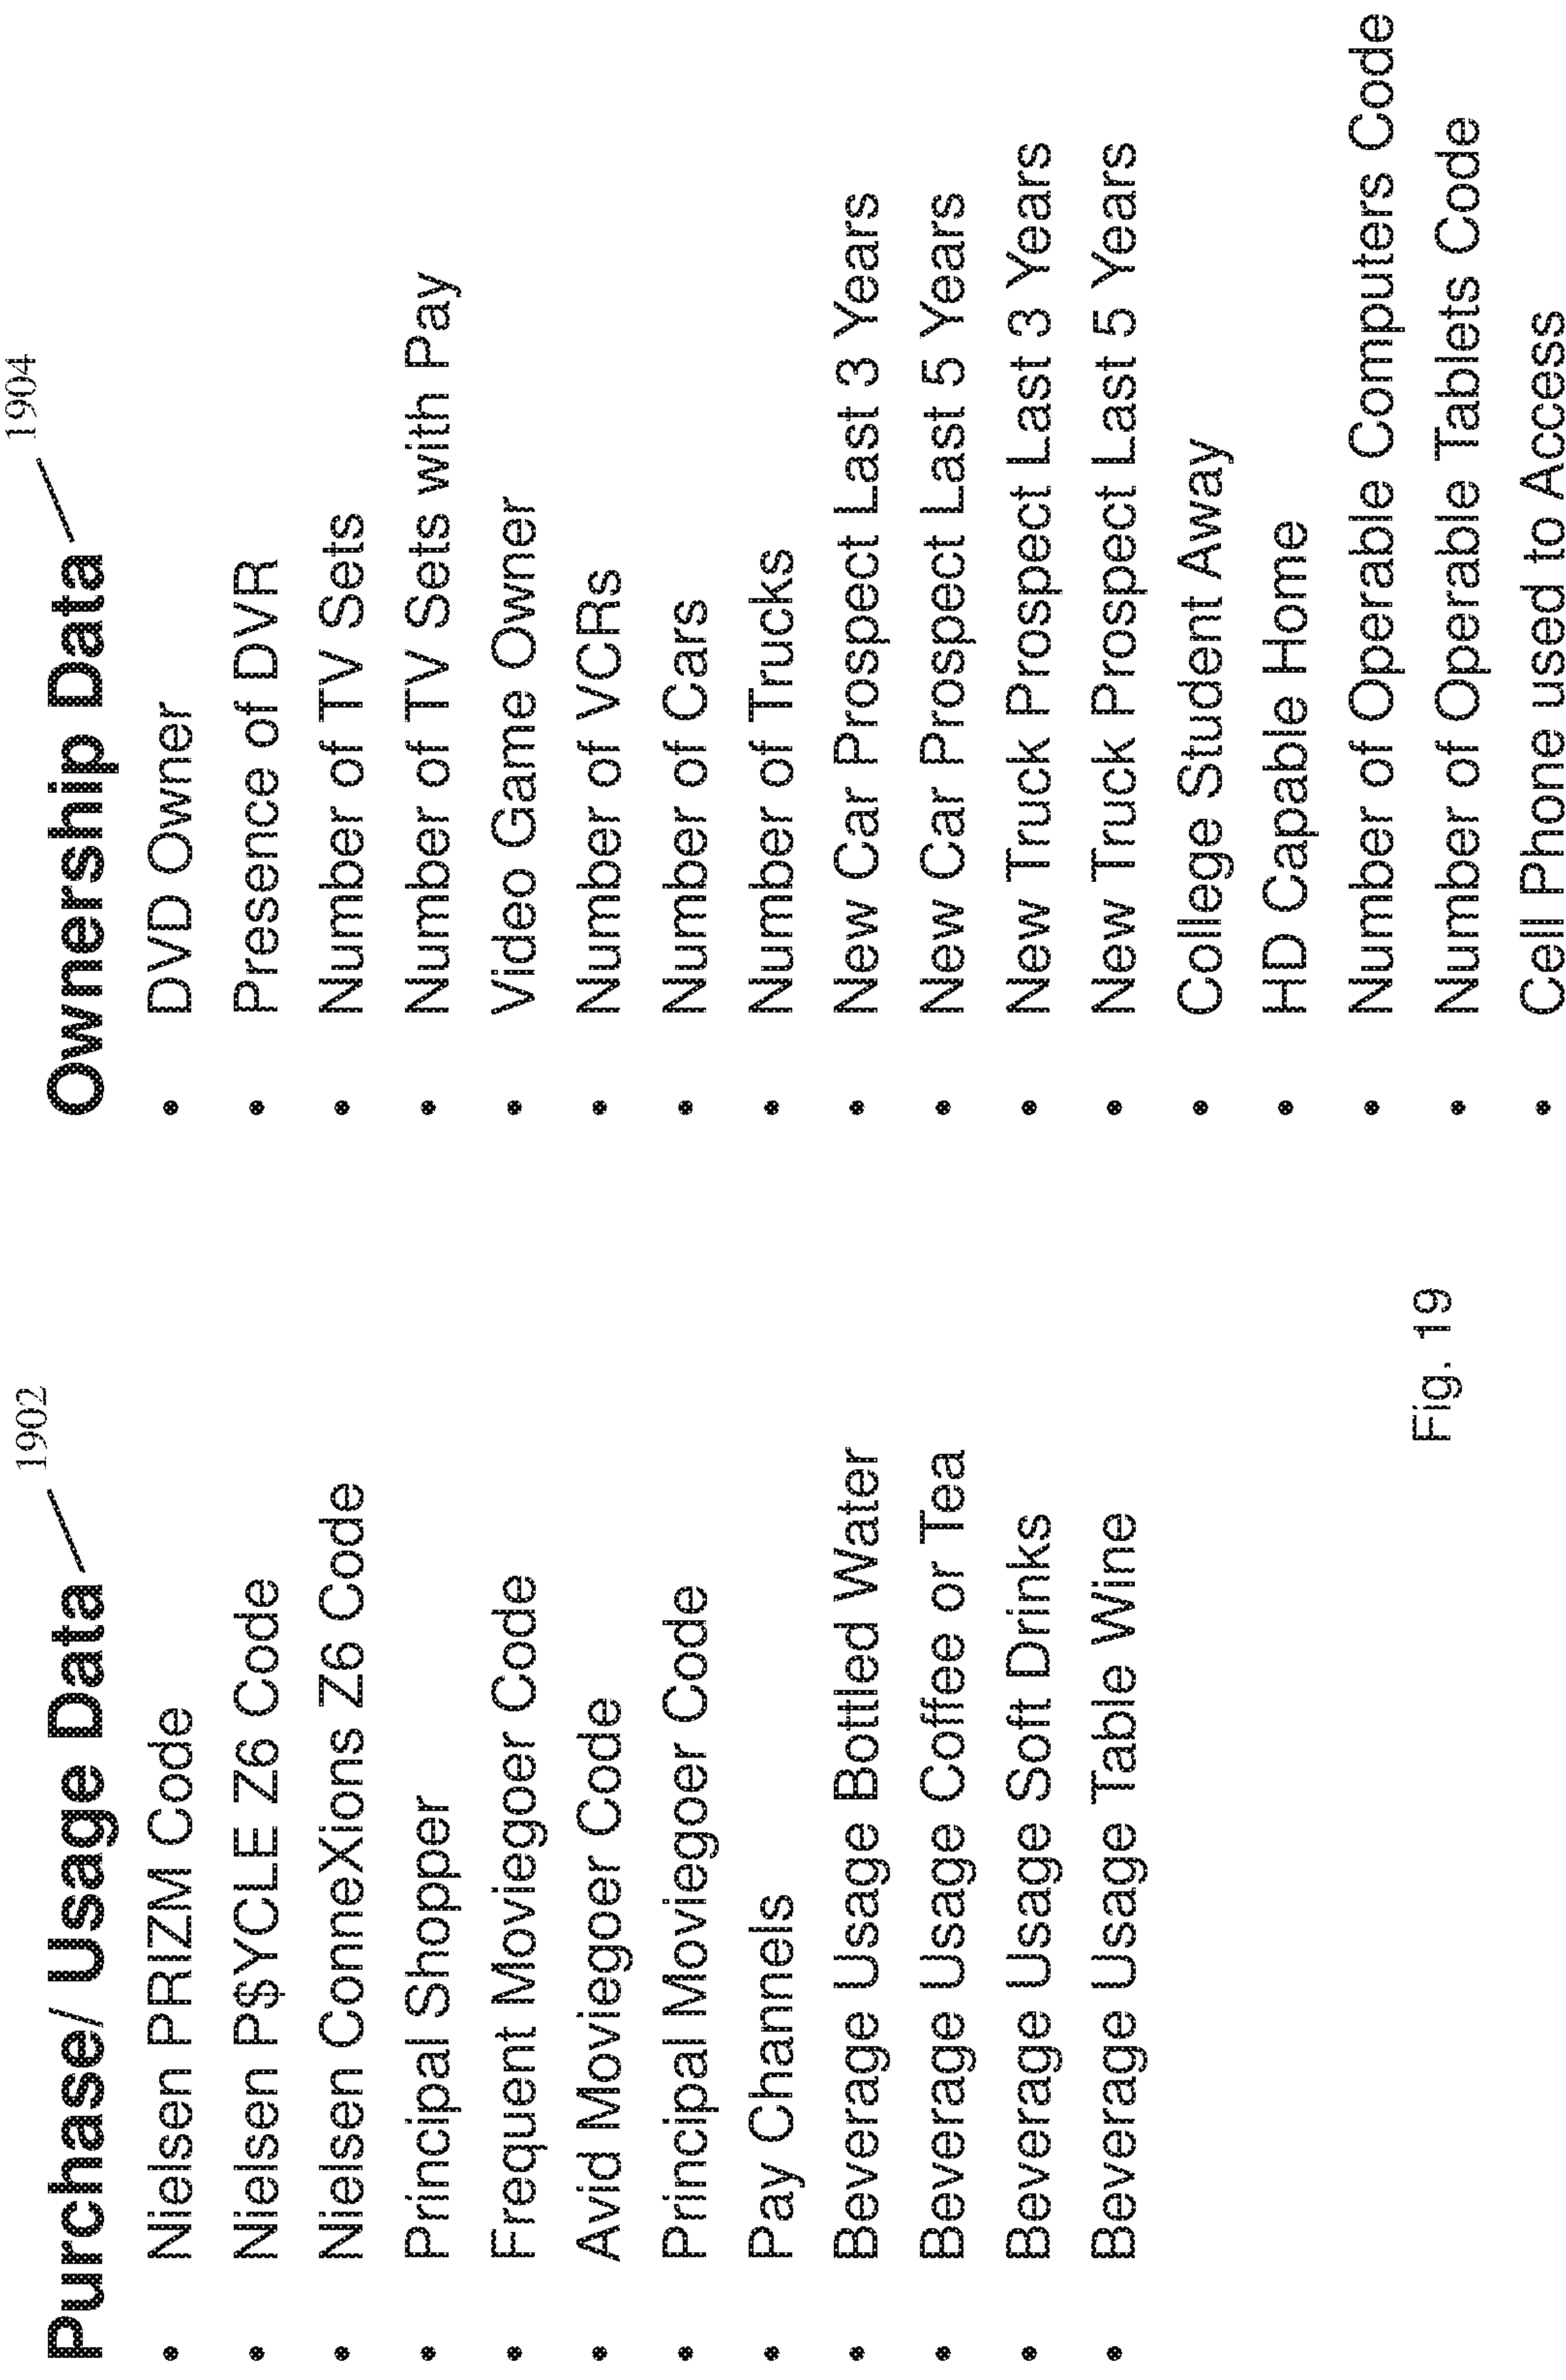 1902
Purchase/ Usage Data
• Nielsen PRIZM Code
• Nielsen P$YCLE Z6 Code
• Nielsen ConneXions Z6 Code
• Principal Shopper
• Frequent Moviegoer Code
• Avid Moviegoer Code
• Principal Moviegoer Code
• Pay Channels
• Beverage Usage Bottled Water
• Beverage Usage Coffee or Tea
• Beverage Usage Soft Drinks
• Beverage Usage Table Wine
1904
Ownership Data
• DVD Owner
• Presence of DVR
• Number of TV Sets
• Number of TV Sets with Pay
• Video Game Owner
• Number of VCRs
• Number of Cars
• Number of Trucks
• New Car Prospect Last 3 Years
• New Car Prospect Last 5 Years
• New Truck Prospect Last 3 Years
• New Truck Prospect Last 5 Years
• College Student Away
• HD Capable Home
• Number of Operable Computers Code
• Number of Operable Tablets Code
• Cell Phone used to Access
Fig. 19